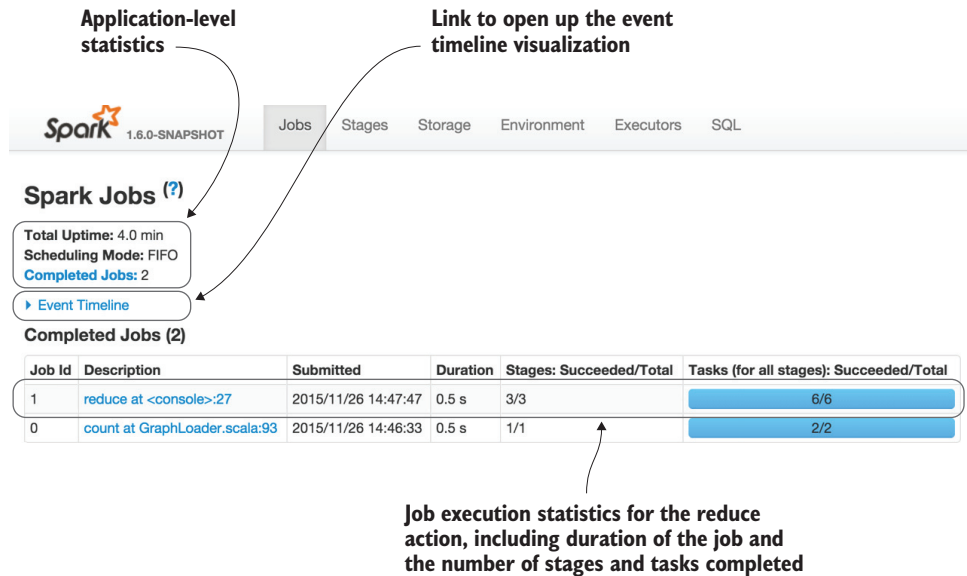 Application-level
statistics
Link to open up the event
timeline visualization
Spark 1.6.0-SNAPSHOT Jobs Stages Storage Environment Executors SQL
Spark Jobs (?)
Total Uptime: 4.0 min
Scheduling Mode: FIFO
Completed Jobs: 2
Event Timeline
Completed Jobs (2)
Job Id Description Submitted Duration Stages: Succeeded/Total Tasks (for all stages): Succeeded/Total
1 reduce at <console>:27 2015/11/26 14:47:47 0.5 s 3/3 6/6
0 count at GraphLoader.scala:93 2015/11/26 14:46:33 0.5 s 1/1 2/2
Job execution statistics for the reduce
action, including duration of the job and
the number of stages and tasks completed